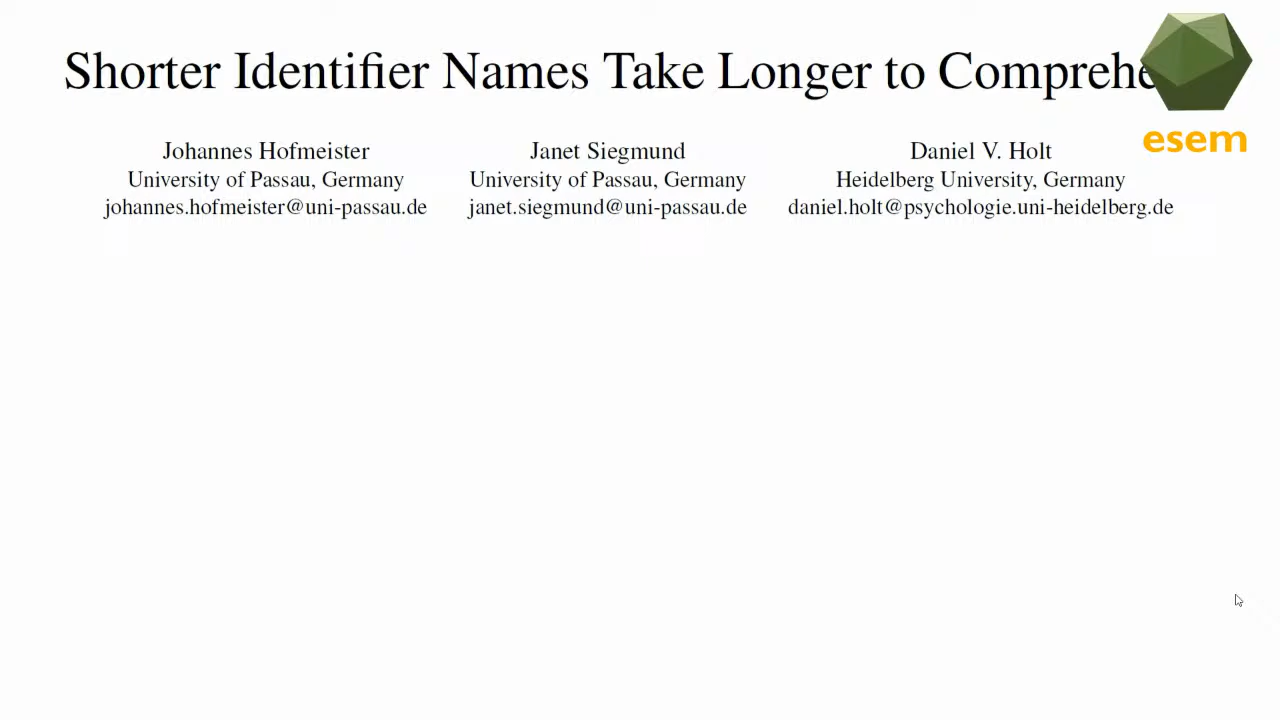 Shorter Identifier Names Take Longer to Comprehe
esem
Johannes Hofmeister
University of Passau, Germany
johannes.hofmeister@uni-passau.de
Janet Siegmund
University of Passau, Germany
janet.siegmund@uni-passau.de
Daniel V. Holt
Heidelberg University, Germany
daniel.holt@psychologie.uni-heidelberg.de